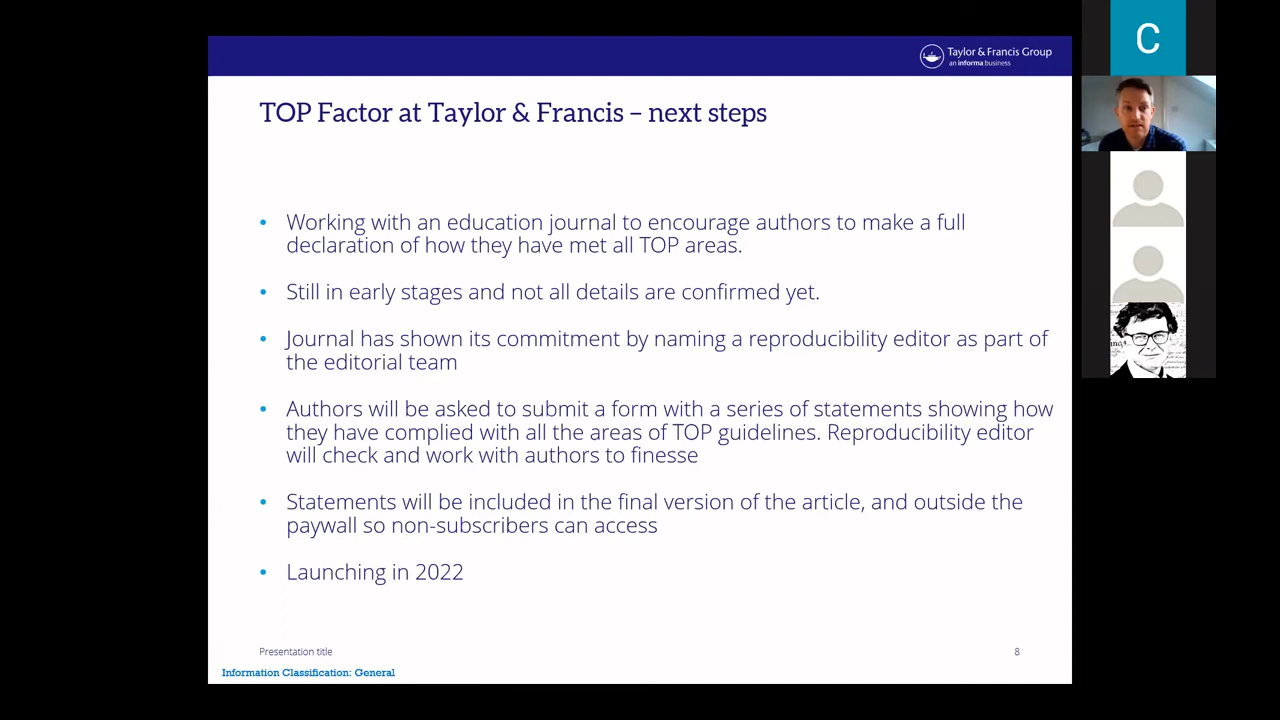 C
Taylor & Francis Group
an informa business
TOP Factor at Taylor & Francis – next steps
• Working with an education journal to encourage authors to make a full
declaration of how they have met all TOP areas.
• Still in early stages and not all details are confirmed yet.
• Journal has shown its commitment by naming a reproducibility editor as part of
the editorial team
• Authors will be asked to submit a form with a series of statements showing how
they have complied with all the areas of TOP guidelines. Reproducibility editor
will check and work with authors to finesse
• Statements will be included in the final version of the article, and outside the
paywall so non-subscribers can access
• Launching in 2022
Presentation title
8
Information Classification: General